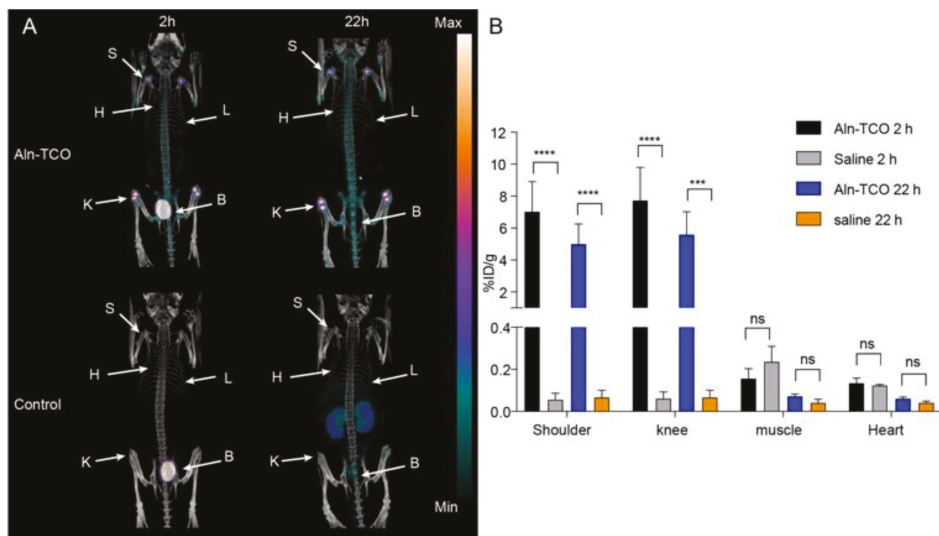 A
2h
22h
Max
S
S
H
L
H
L
Aln-TCO
K
B
K
B
S
S
H
L
H
L
Control
K
B
K
B
Min
B
%ID/g
12
10
8
6
4
2
0.4
0.2
0.0
****
****
****
***
ns
ns
ns
ns
Shoulder
knee
muscle
Heart
Aln-TCO 2 h
Saline 2 h
Aln-TCO 22 h
saline 22 h